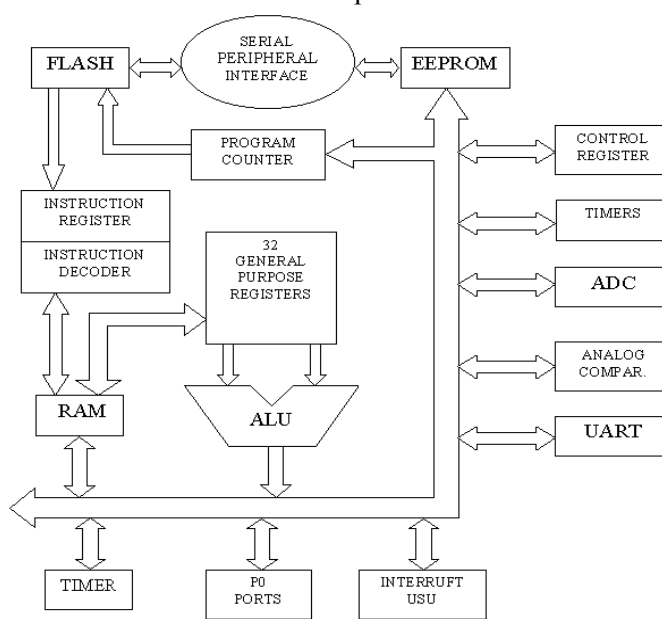 SERIAL
PERIPHERAL
INTERFACE
FLASH
EEPROM
PROGRAM
COUNTER
CONTROL
REGISTER
INSTRUCTION
REGISTER
INSTRUCTION
DECODER
32
GENERAL
PURPOSE
REGISTERS
TIMERS
ADC
ANALOG
COMPAR.
RAM
ALU
UART
TIMER
P0
PORTS
INTERRUFT
USU